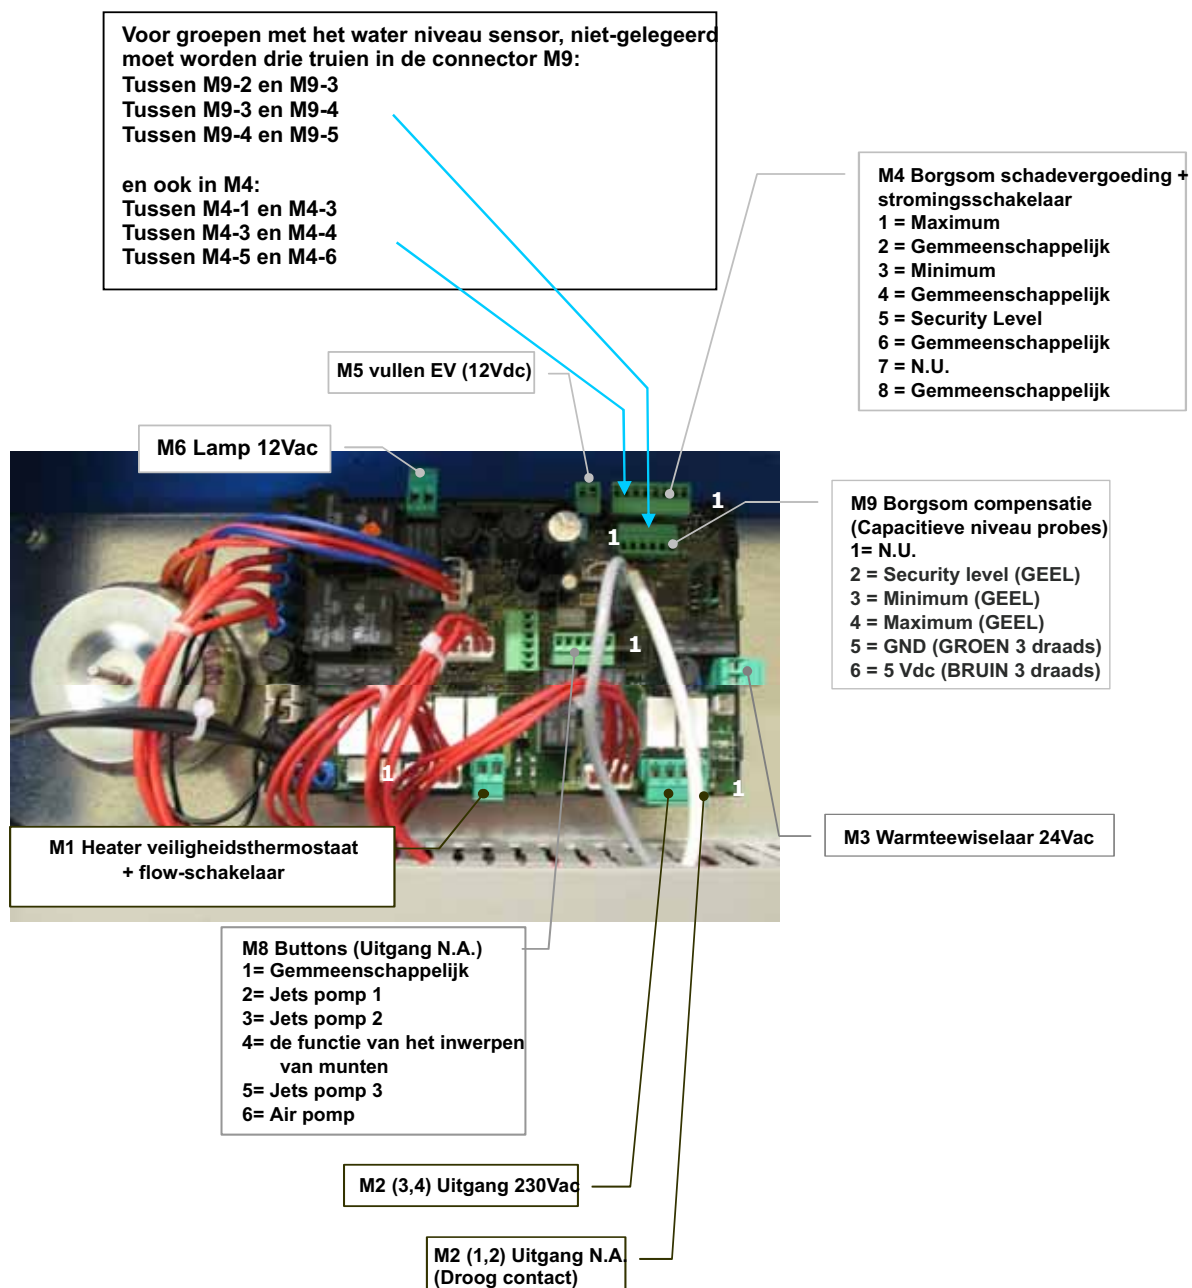 Voor groepen met het water niveau sensor, niet-gelegeerd
moet worden drie truien in de connector M9:
Tussen M9-2 en M9-3
Tussen M9-3 en M9-4
Tussen M9-4 en M9-5
en ook in M4:
Tussen M4-1 en M4-3
Tussen M4-3 en M4-4
Tussen M4-5 en M4-6
M4 Borgsom schadevergoeding +
stromingsschakelaar
1 = Maximum
2 = Gemmeenschappelijk
3 = Minimum
4 = Gemmeenschappelijk
5 = Security Level
6 = Gemmeenschappelijk
7 = N.U.
8 = Gemmeenschappelijk
M5 vullen EV (12Vdc)
M6 Lamp 12Vac
M9 Borgsom compensatie
(Capacitieve niveau probes)
1= N.U.
2 = Security level (GEEL)
3 = Minimum (GEEL)
4 = Maximum (GEEL)
5 = GND (GROEN 3 draads)
6 = 5 Vdc (BRUIN 3 draads)
1
1
1
1
1
M3 Warmteewiselaar 24Vac
M1 Heater veiligheidsthermostaat
+ flow-schakelaar
M8 Buttons (Uitgang N.A.)
1= Gemmeenschappelijk
2= Jets pomp 1
3= Jets pomp 2
4= de functie van het inwerpen
van munten
5= Jets pomp 3
6= Air pomp
M2 (3,4) Uitgang 230Vac
M2 (1,2) Uitgang N.A.
(Droog contact)